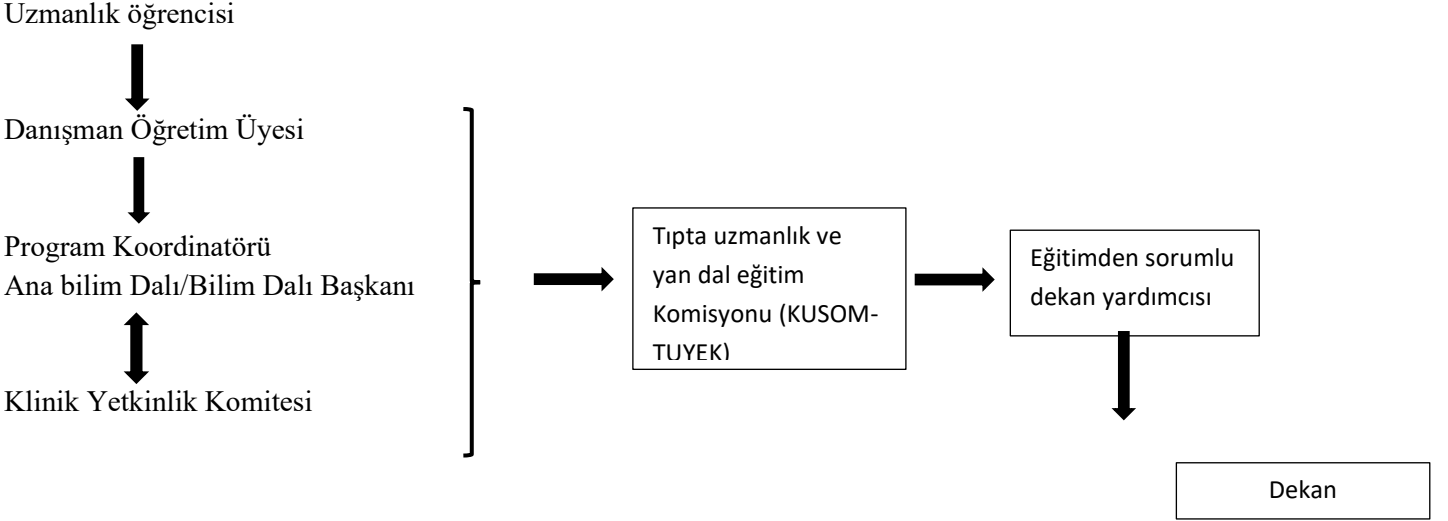 Uzmanlık öğrencisi
Danışman Öğretim Üyesi
Program Koordinatörü
Ana bilim Dalı/Bilim Dalı Başkanı
Klinik Yetkinlik Komitesi
Tıpta uzmanlık ve
yan dal eğitim
Komisyonu (KUSOM-
TUYEK)
Eğitimden sorumlu
dekan yardımcısı
Dekan